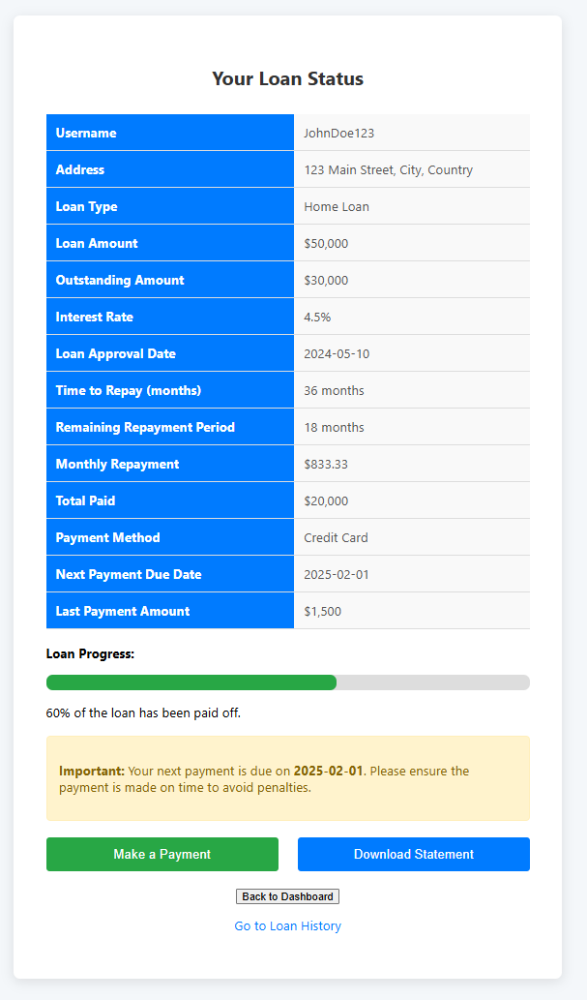 Your Loan Status
Username JohnDoe123
Address 123 Main Street, City, Country
Loan Type Home Loan
Loan Amount $50,000
Outstanding Amount $30,000
Interest Rate 4.5%
Loan Approval Date 2024-05-10
Time to Repay (months) 36 months
Remaining Repayment Period 18 months
Monthly Repayment $833.33
Total Paid $20,000
Payment Method Credit Card
Next Payment Due Date 2025-02-01
Last Payment Amount $1,500
Loan Progress:
60% of the loan has been paid off.
Important: Your next payment is due on 2025-02-01. Please ensure the
payment is made on time to avoid penalties.
Make a Payment Download Statement
Back to Dashboard
Go to Loan History